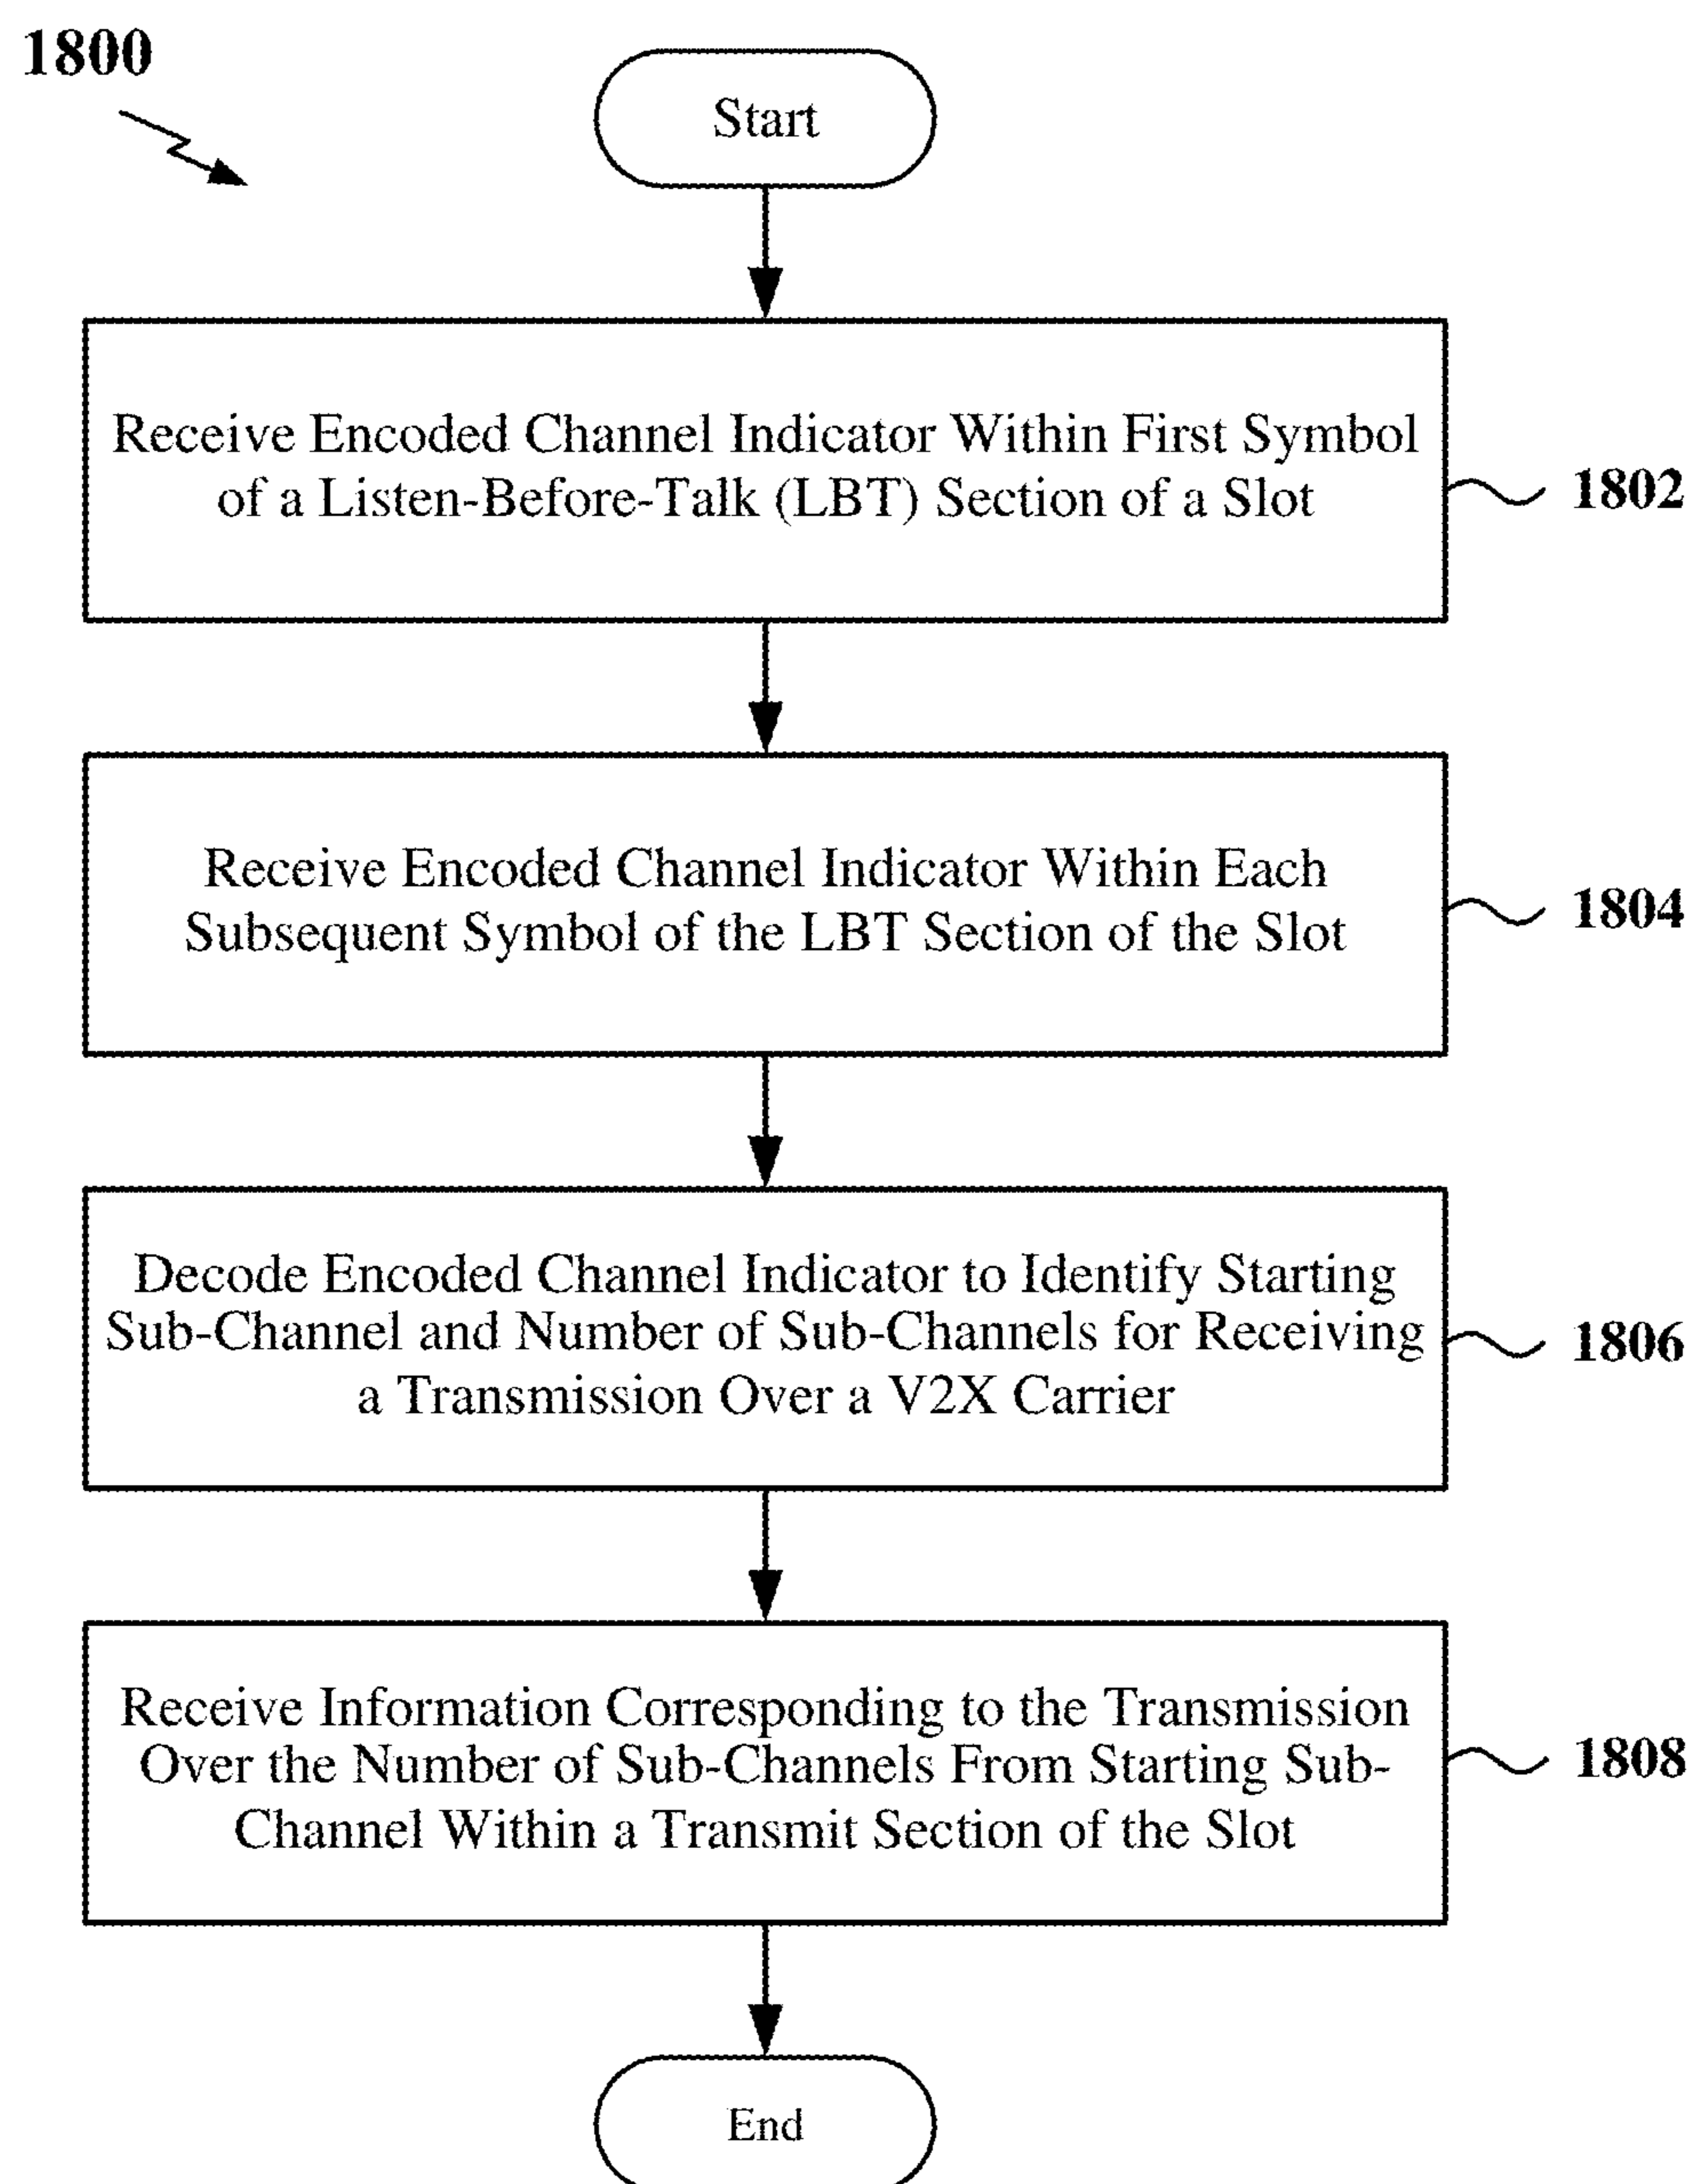 1800
Start
Receive Encoded Channel Indicator Within First Symbol
of a Listen-Before-Talk (LBT) Section of a Slot
1802
Receive Encoded Channel Indicator Within Each
Subsequent Symbol of the LBT Section of the Slot
1804
Decode Encoded Channel Indicator to Identify Starting
Sub-Channel and Number of Sub-Channels for Receiving
a Transmission Over a V2X Carrier
1806
Receive Information Corresponding to the Transmission
Over the Number of Sub-Channels From Starting Sub-
Channel Within a Transmit Section of the Slot
1808
End